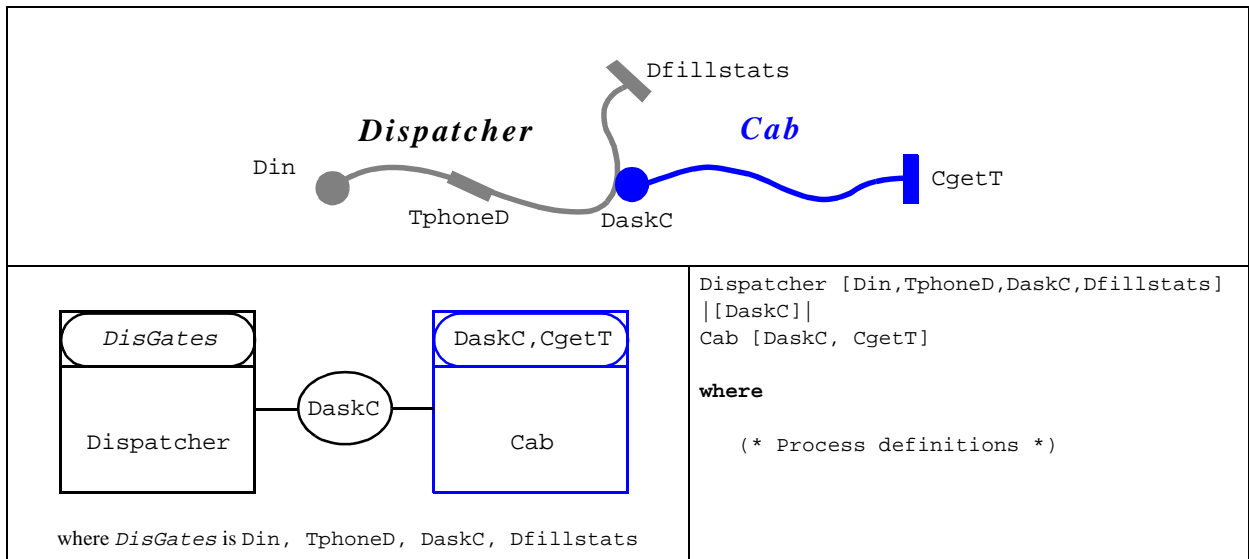 Dfillstats
Dispatcher
Cab
Din
CgetT
TphoneD
DaskC
DisGates
DaskC,CgetT
DaskC
Dispatcher
Cab
where DisGates is Din, TphoneD, DaskC, Dfillstats
Dispatcher [Din,TphoneD,DaskC,Dfillstats]
|[DaskC]|
Cab [DaskC, CgetT]
where
(* Process definitions *)